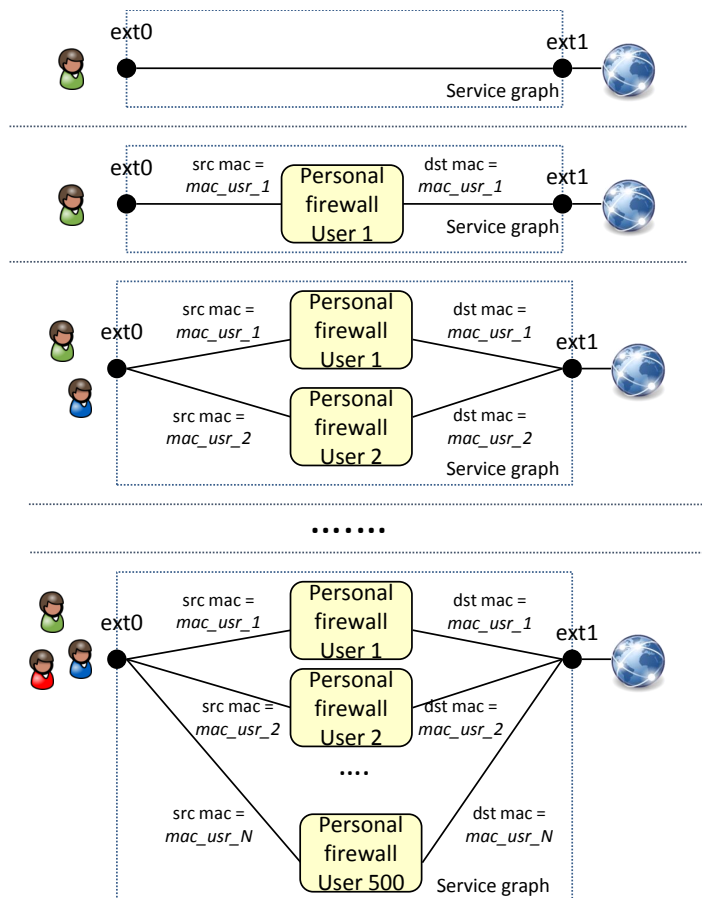 ext0
ext1
Service graph
ext0
src mac =
mac_usr_1
Personal
firewall
User 1
dst mac =
mac_usr_1
ext1
Service graph
ext0
src mac =
mac_usr_1
Personal
firewall
User 1
dst mac =
mac_usr_1
ext1
src mac =
mac_usr_2
Personal
firewall
User 2
dst mac =
mac_usr_2
Service graph
.......
ext0
src mac =
mac_usr_1
Personal
firewall
User 1
dst mac =
mac_usr_1
ext1
src mac =
mac_usr_2
Personal
firewall
User 2
dst mac =
mac_usr_2
....
src mac =
mac_usr_N
Personal
firewall
User 500
dst mac =
mac_usr_N
Service graph